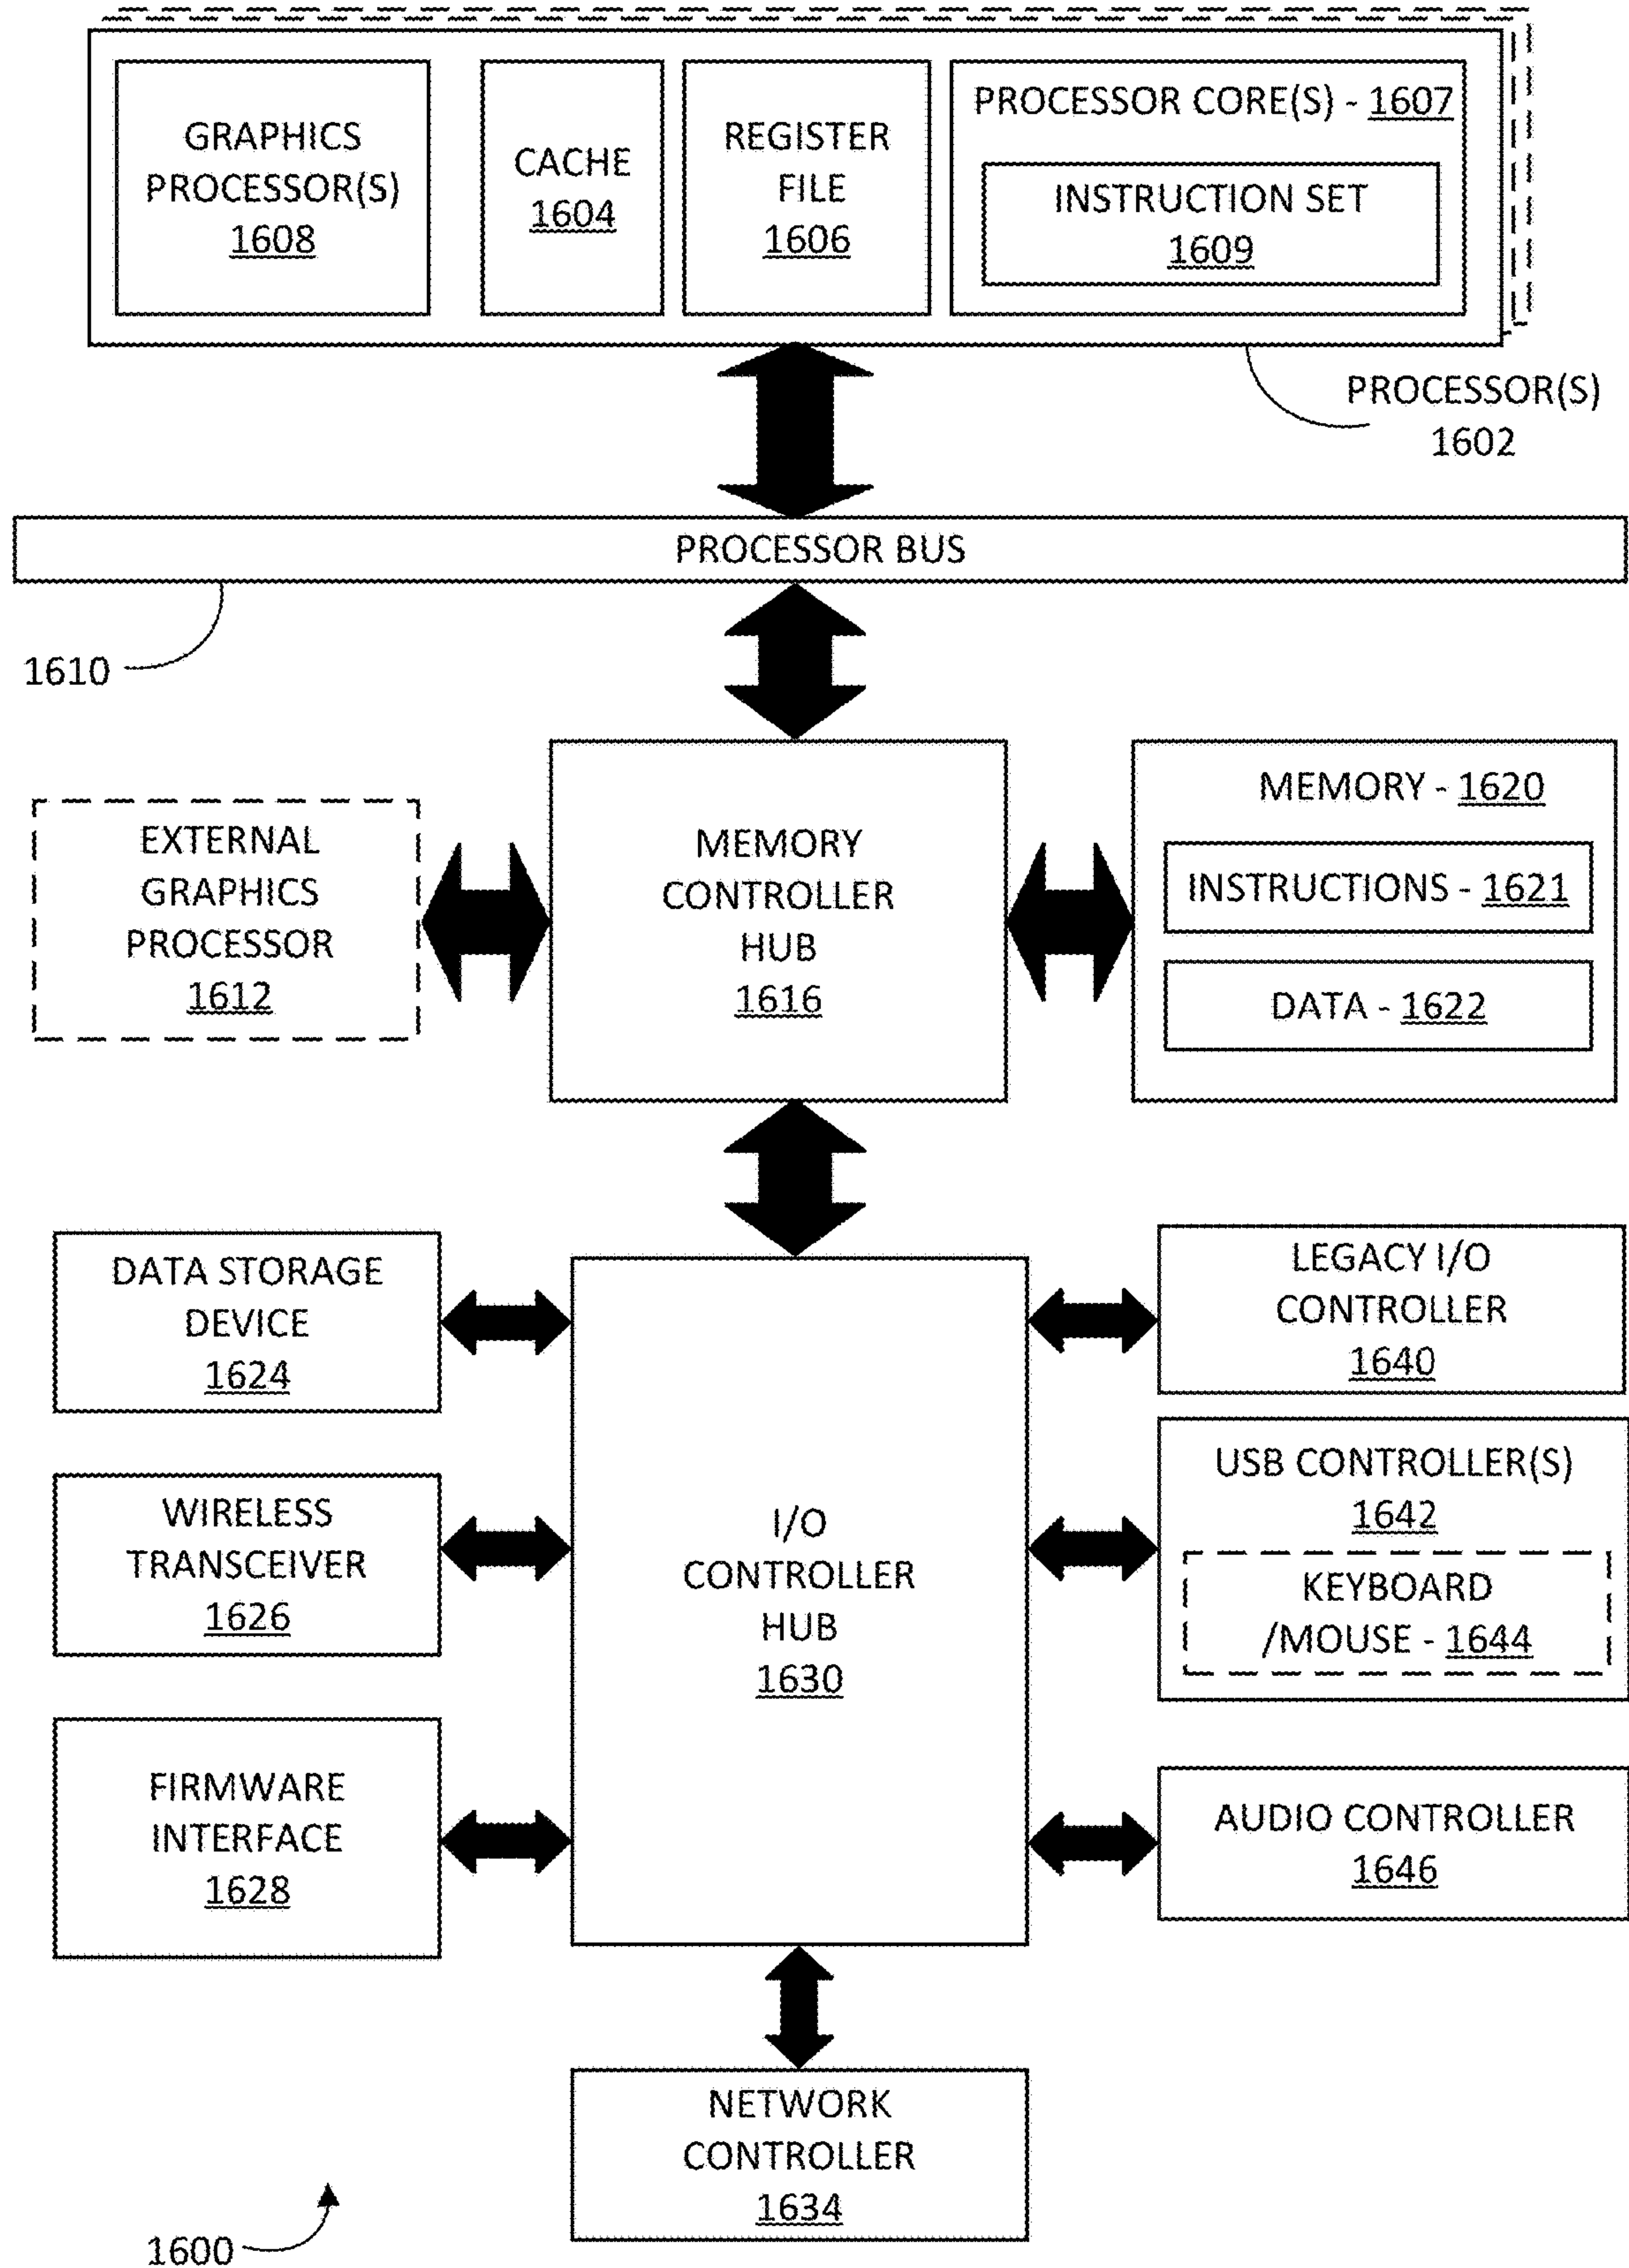 GRAPHICS
PROCESSOR(S)
1608
CACHE
1604
REGISTER
FILE
1606
PROCESSOR CORE(S) - 1607
INSTRUCTION SET
1609
PROCESSOR(S)
1602
PROCESSOR BUS
1610
EXTERNAL
GRAPHICS
PROCESSOR
1612
MEMORY
CONTROLLER
HUB
1616
MEMORY - 1620
INSTRUCTIONS - 1621
DATA - 1622
DATA STORAGE
DEVICE
1624
WIRELESS
TRANSCEIVER
1626
FIRMWARE
INTERFACE
1628
I/O
CONTROLLER
HUB
1630
LEGACY I/O
CONTROLLER
1640
USB CONTROLLER(S)
1642
KEYBOARD
/MOUSE - 1644
AUDIO CONTROLLER
1646
NETWORK
CONTROLLER
1634
1600